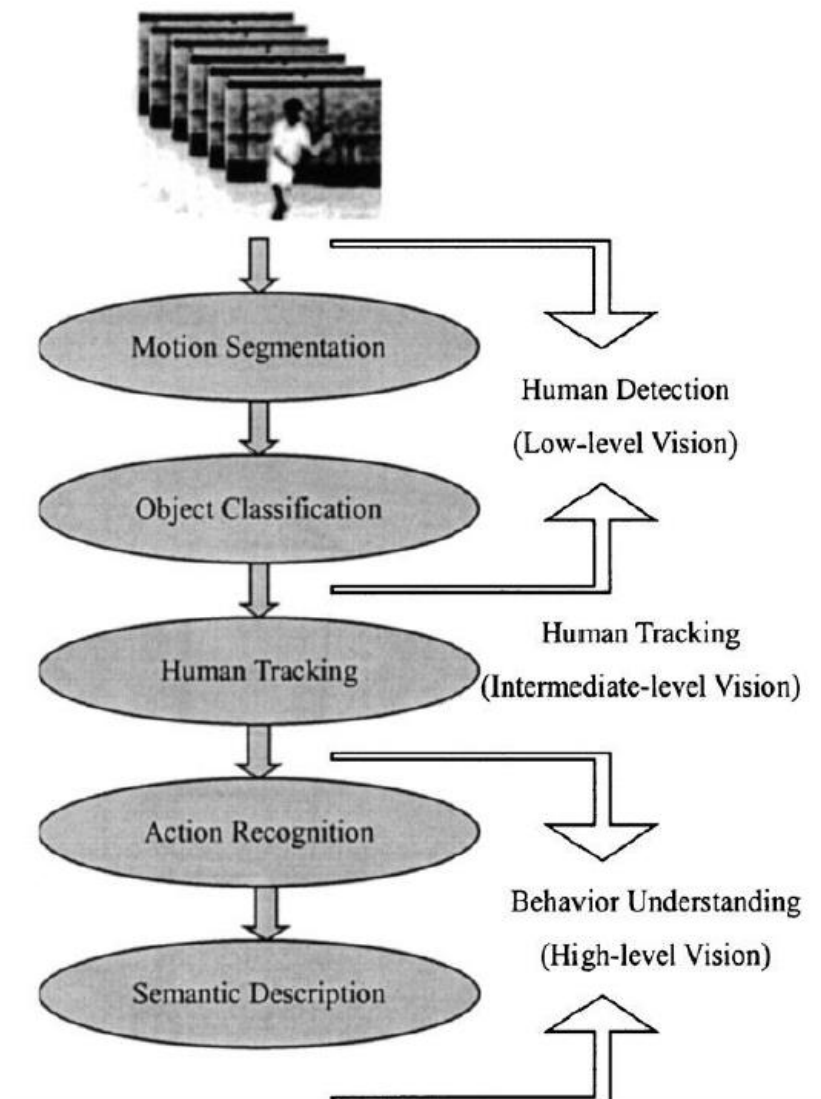 Motion Segmentation
Human Detection
(Low-level Vision)
Object Classification
Human Tracking
(Intermediate-level Vision)
Human Tracking
Action Recognition
Behavior Understanding
(High-level Vision)
Semantic Description